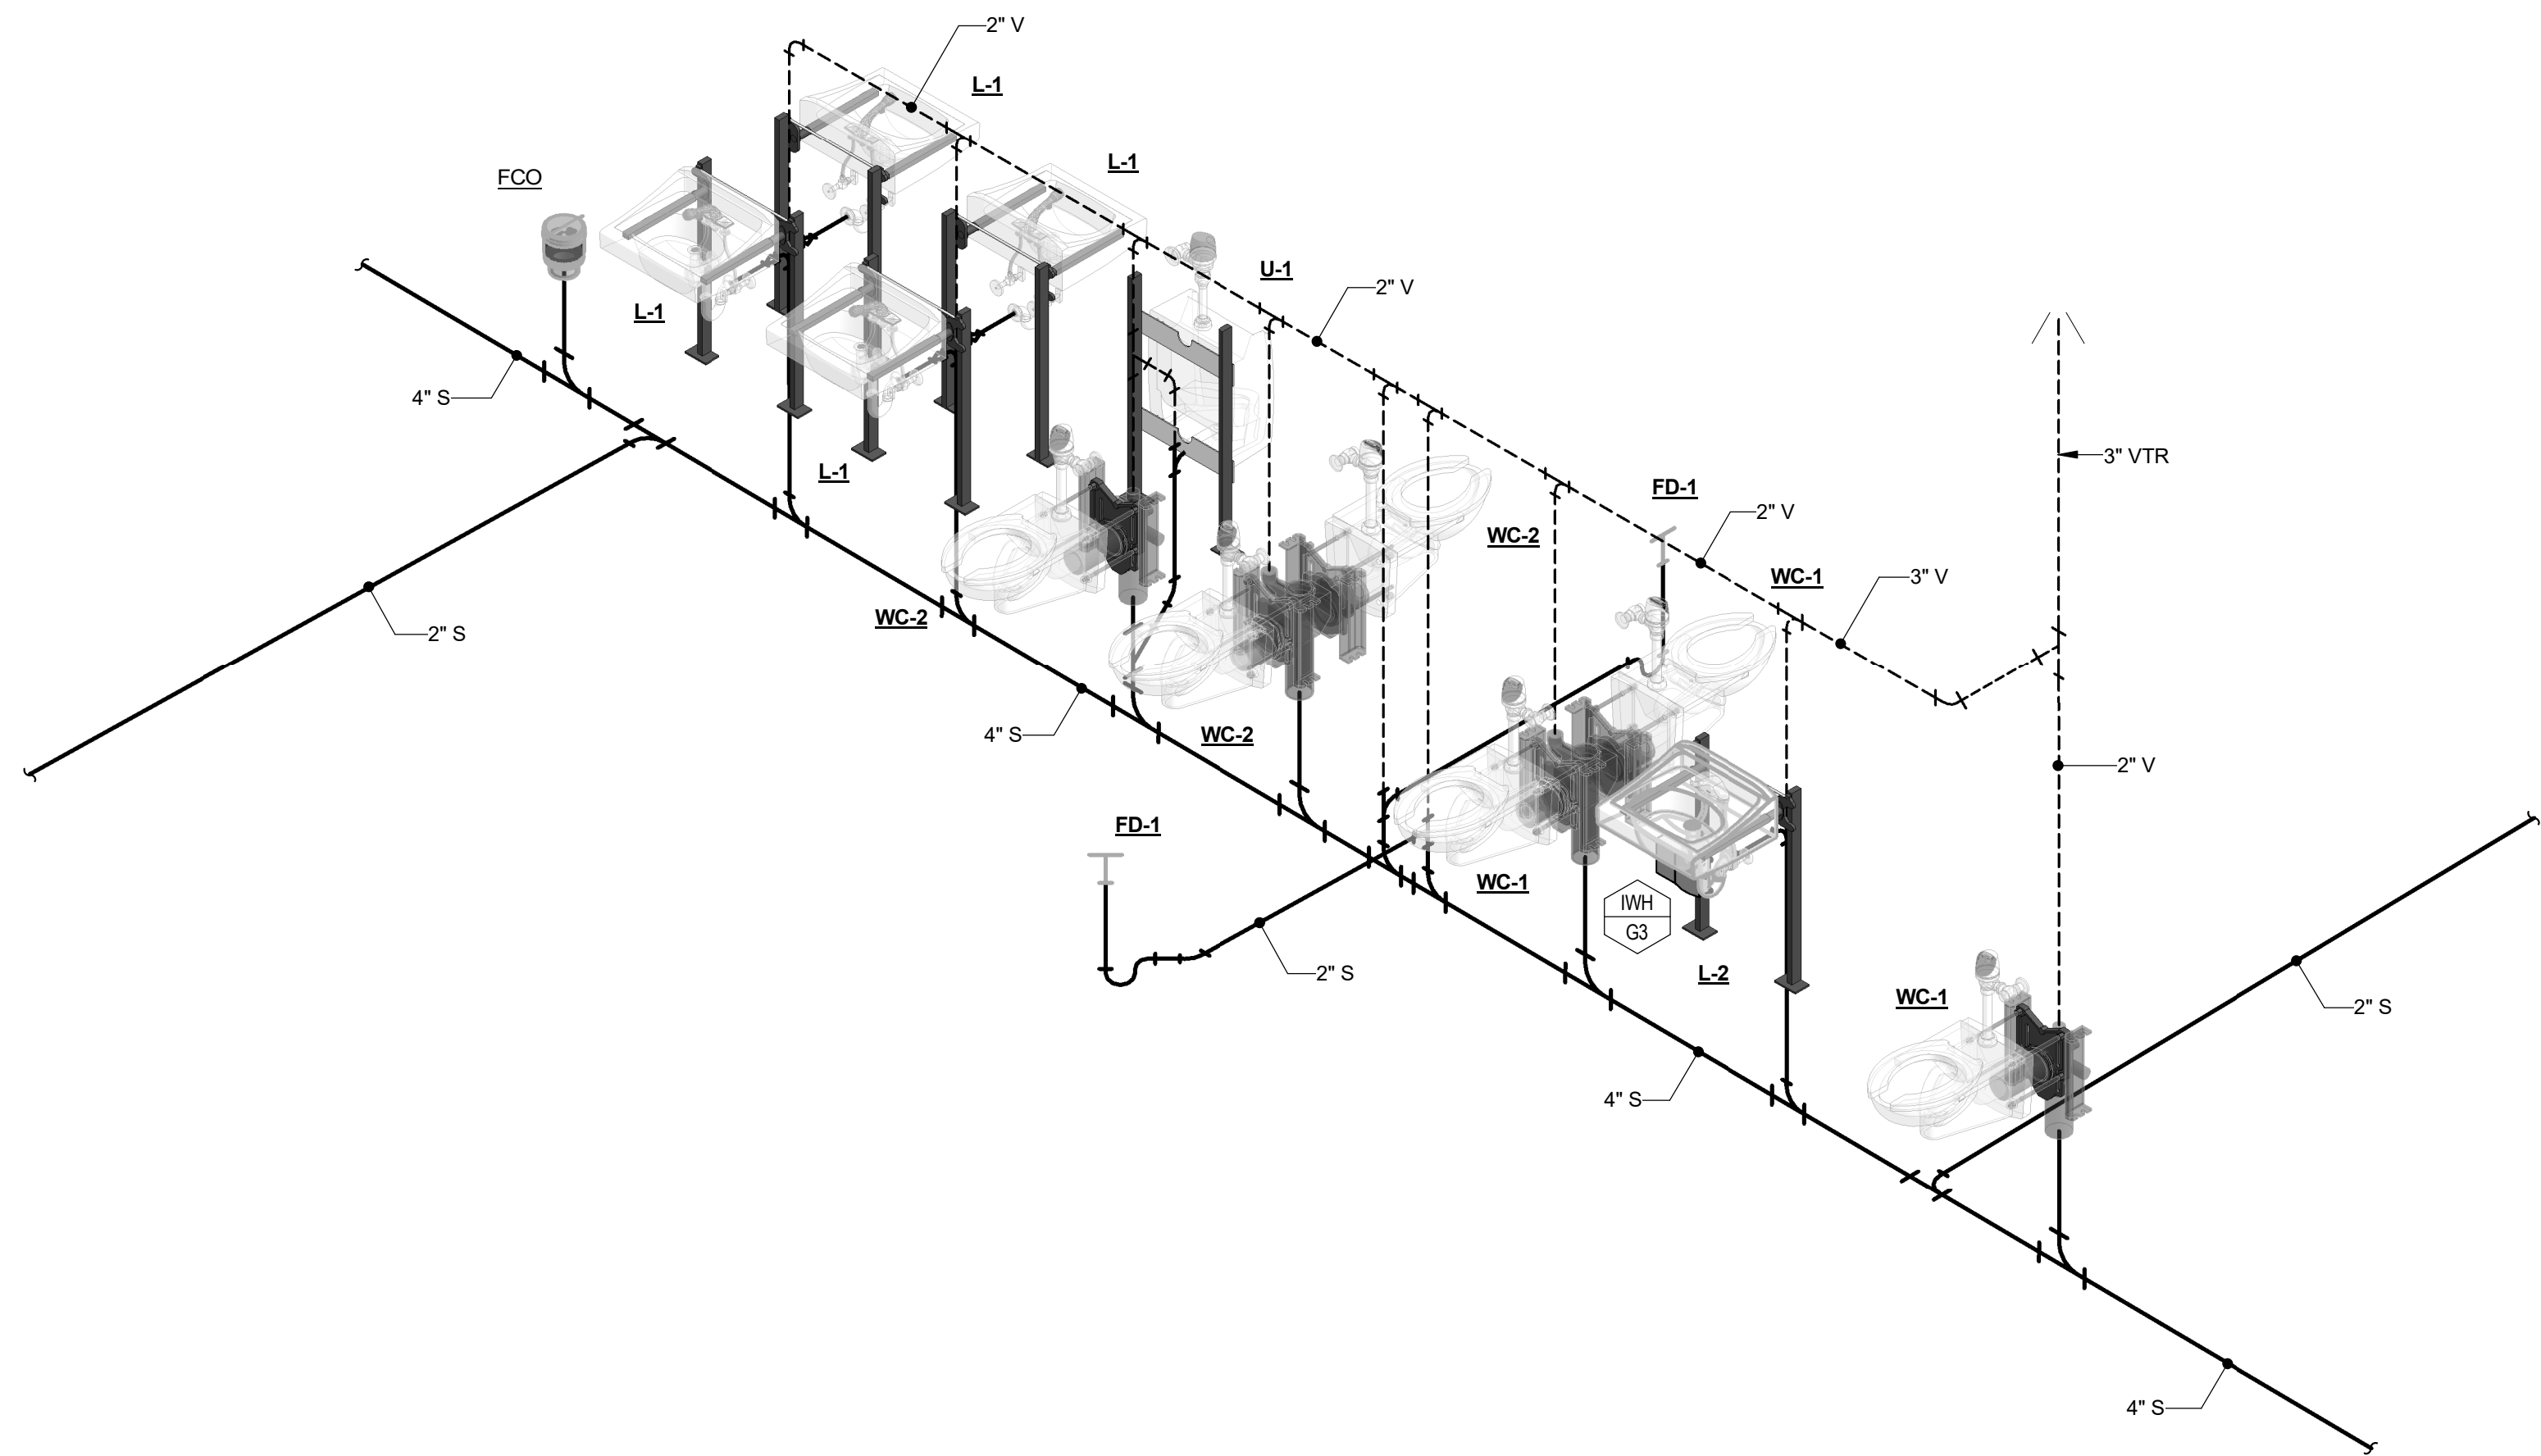 2" V
L-1
L-1
FCO
U-1
2" V
L-1
4" S
3" VTR
L-1
FD-1
2" V
WC-2
WC-1
3" V
WC-2
2" S
4" S
WC-2
2" V
FD-1
WC-1
IWH
G3
2" S
L-2
WC-1
2" S
4" S
4" S